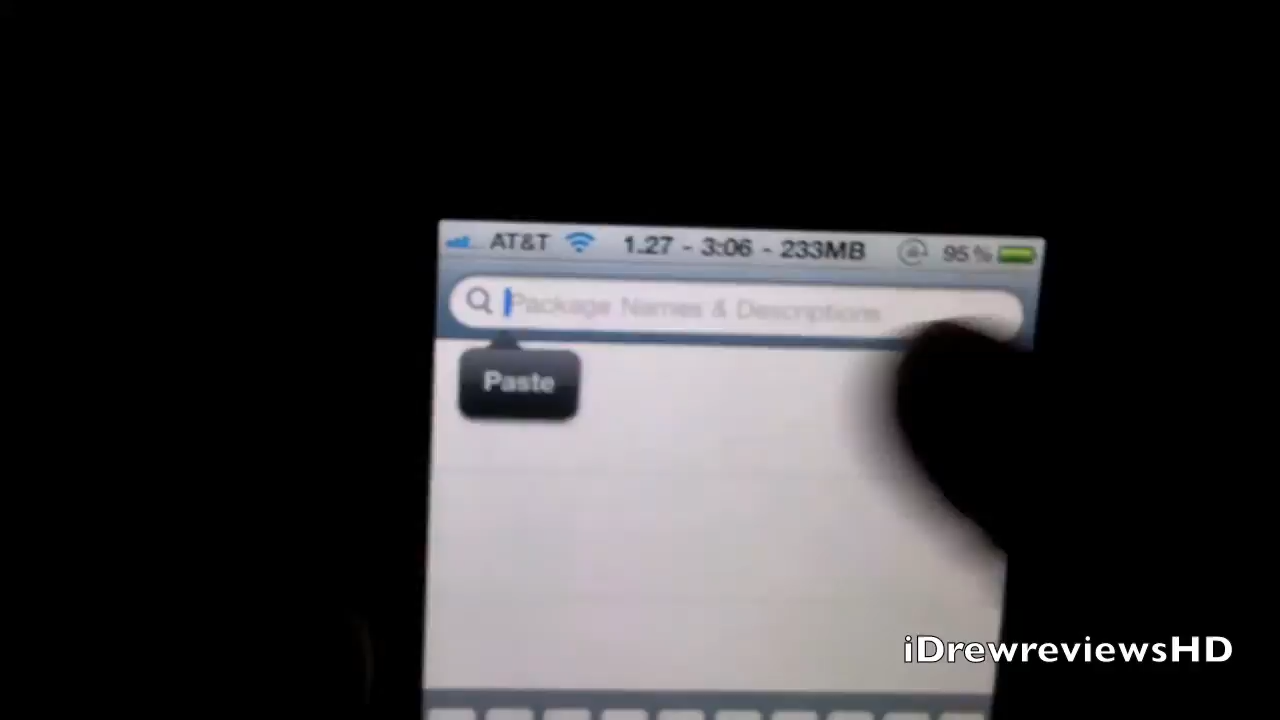 AT&T 1.27 - 3:06 - 233MB 95%
Package Names & Descriptions
Paste
iDrewreviewsHD